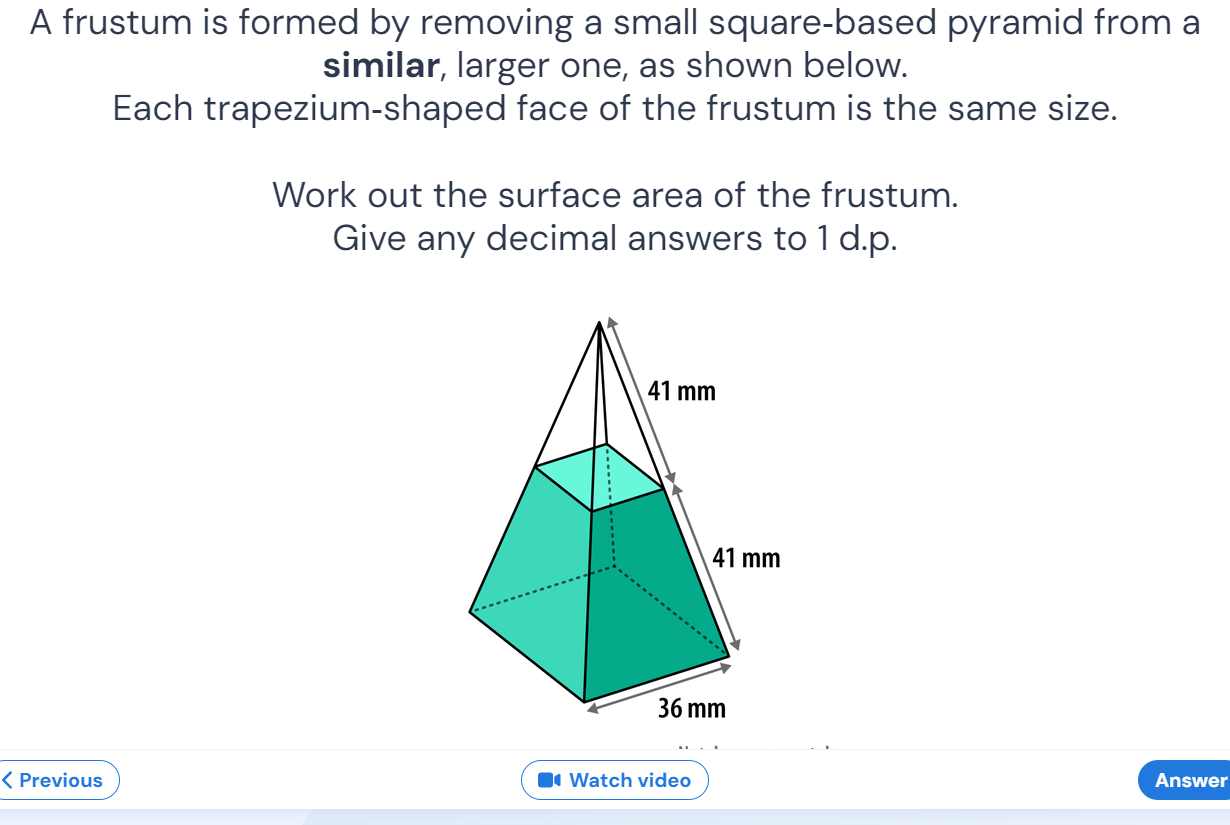 A frustum is formed by removing a small square-based pyramid from a
similar, larger one, as shown below.
Each trapezium-shaped face of the frustum is the same size.
Work out the surface area of the frustum.
Give any decimal answers to 1 d.p.
41 mm
41 mm
36 mm
Previous
Watch video
Answer